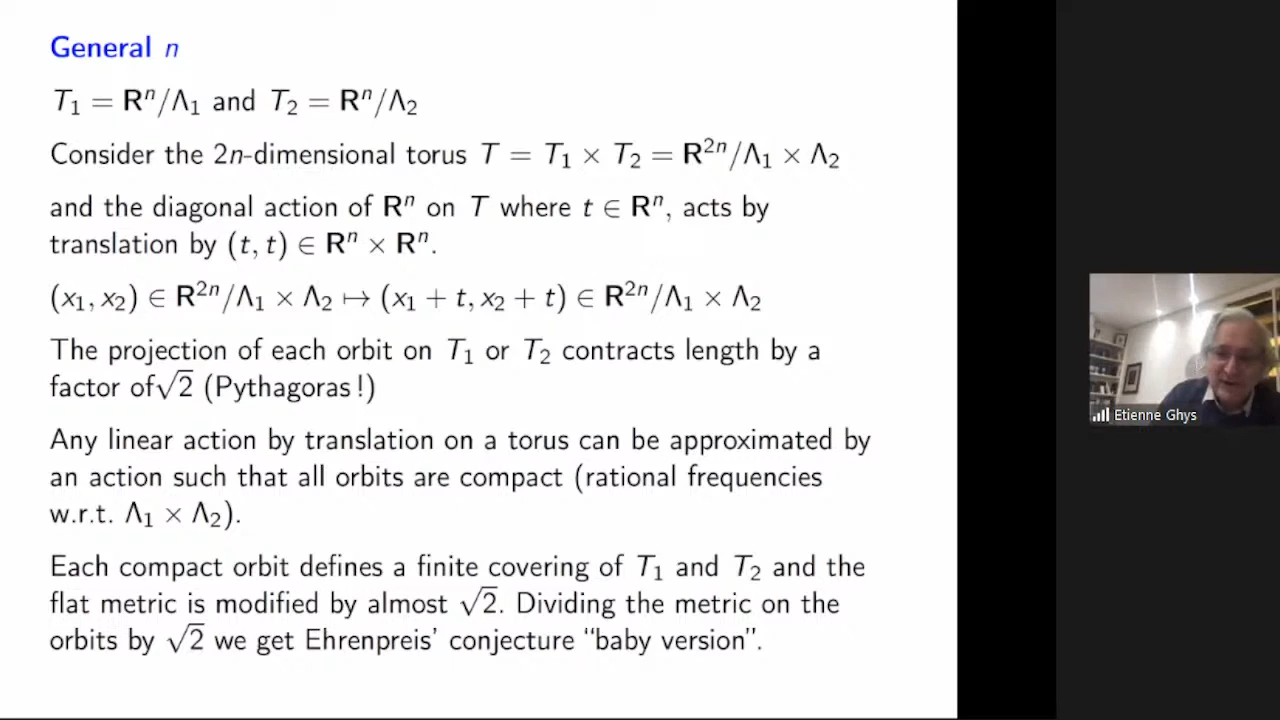 General n
T₁ = Rⁿ/Λ₁ and T₂ = Rⁿ/Λ₂
Consider the 2n-dimensional torus T = T₁ × T₂ = R²ⁿ/Λ₁ × Λ₂
and the diagonal action of Rⁿ on T where t ∈ Rⁿ, acts by
translation by (t, t) ∈ Rⁿ × Rⁿ.
(x₁, x₂) ∈ R²ⁿ/Λ₁ × Λ₂ ↦ (x₁ + t, x₂ + t) ∈ R²ⁿ/Λ₁ × Λ₂
The projection of each orbit on T₁ or T₂ contracts length by a
factor of√2 (Pythagoras !)
Any linear action by translation on a torus can be approximated by
an action such that all orbits are compact (rational frequencies
w.r.t. Λ₁ × Λ₂).
Each compact orbit defines a finite covering of T₁ and T₂ and the
flat metric is modified by almost √2. Dividing the metric on the
orbits by √2 we get Ehrenpreis' conjecture “baby version”.
Etienne Ghys